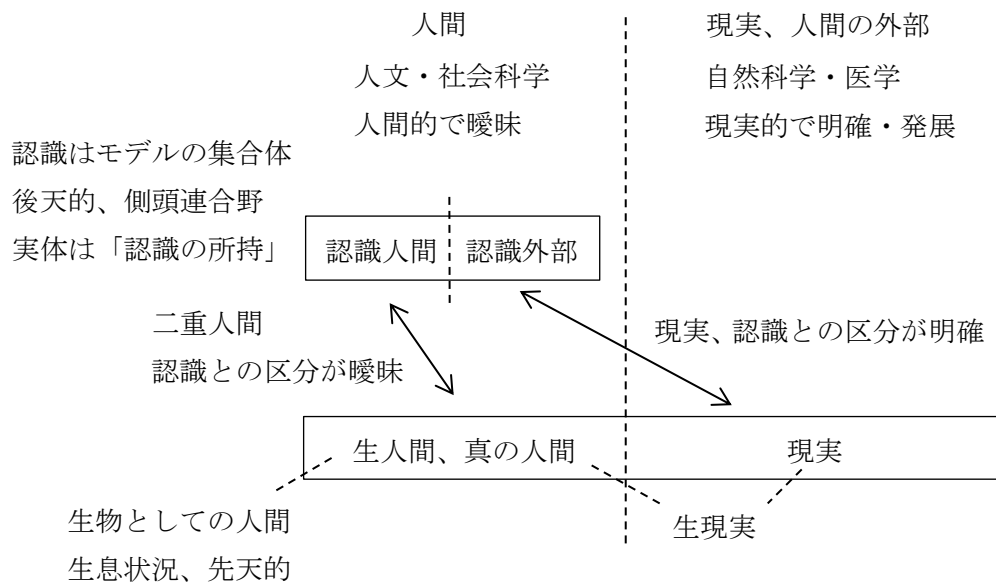 人間
現実、人間の外部
人文・社会科学
自然科学・医学
人間的で曖昧
現実的で明確・発展
認識はモデルの集合体
後天的、側頭連合野
実体は「認識の所持」
認識人間
認識外部
二重人間
認識との区分が曖昧
現実、認識との区分が明確
生人間、真の人間
現実
生物としての人間
生息状況、先天的
生現実